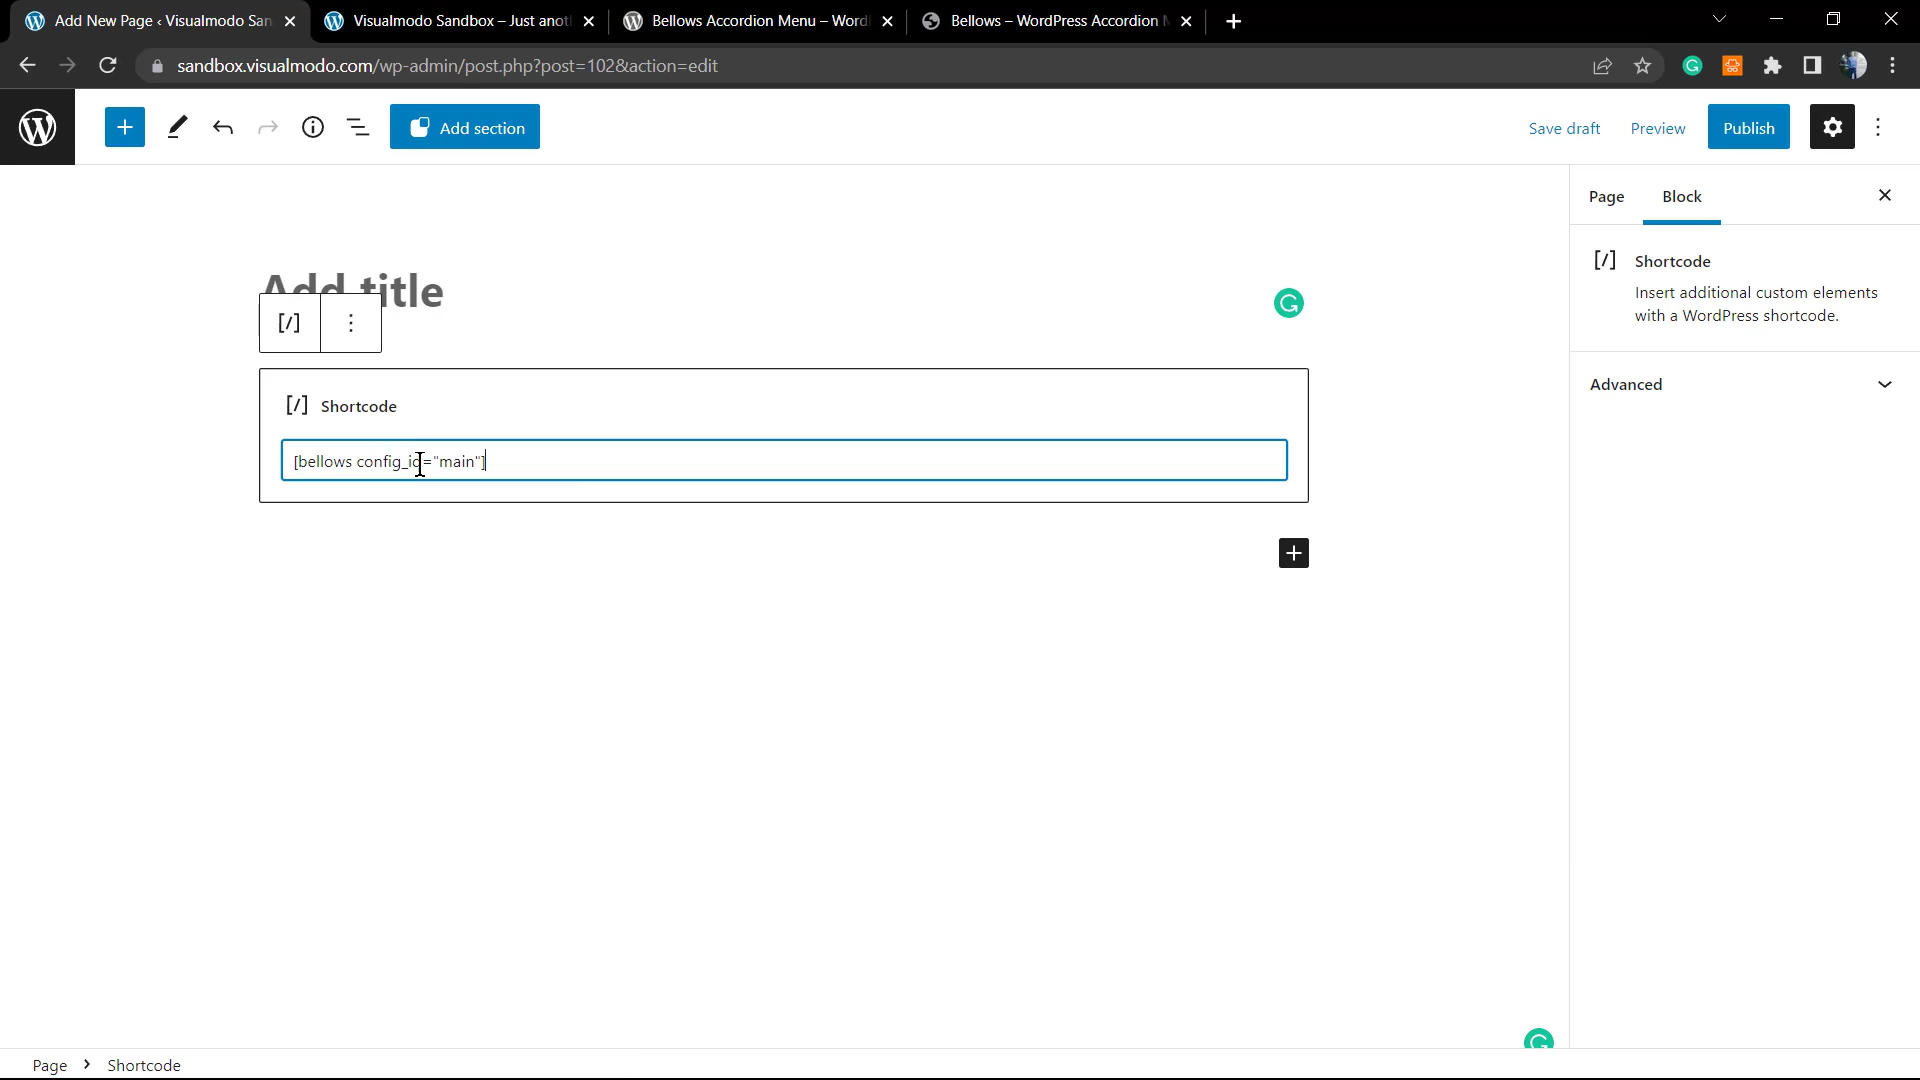 Add New Page ‹ Visualmodo San
Visualmodo Sandbox – Just anot
Bellows Accordion Menu – Word
Bellows – WordPress Accordion M
sandbox.visualmodo.com/wp-admin/post.php?post=102&action=edit
Add section
Save draft
Preview
Publish
Page
Block
Add title
[/] Shortcode
Insert additional custom elements
with a WordPress shortcode.
Advanced
[/] Shortcode
[bellows config_id="main"]
Page
Shortcode